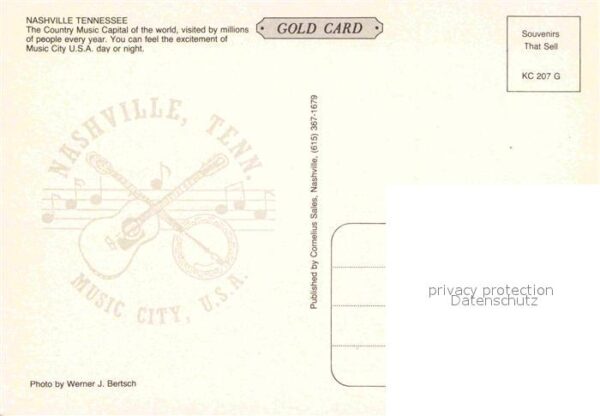 NASHVILLE TENNESSEE
The Country Music Capital of the world, visited by millions
of people every year. You can feel the excitement of
Music City U.S.A. day or night.
GOLD CARD
Souvenirs
That Sell
KC 207 G
NASHVILLE, TENN.
MUSIC CITY, U.S.A.
Published by Cornelius Sales, Nashville, (615) 367-1679
privacy protection
Datenschutz
Photo by Werner J. Bertsch